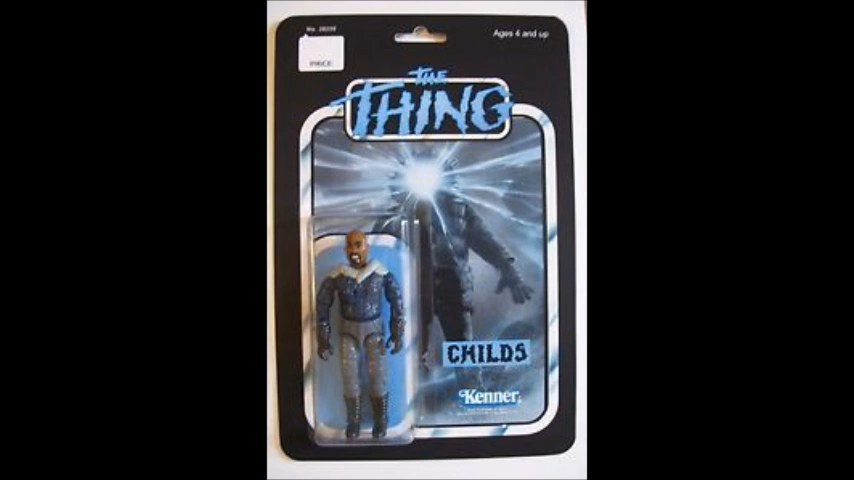 Ages 4 and up
PRICE
THE
THING
CHILDS
Kenner